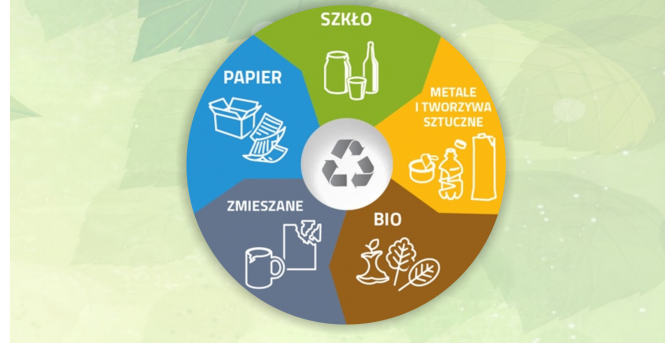 SZKŁO
PAPIER
METALE
I TWORZYWA
SZTUCZNE
ZMIESZANE
BIO